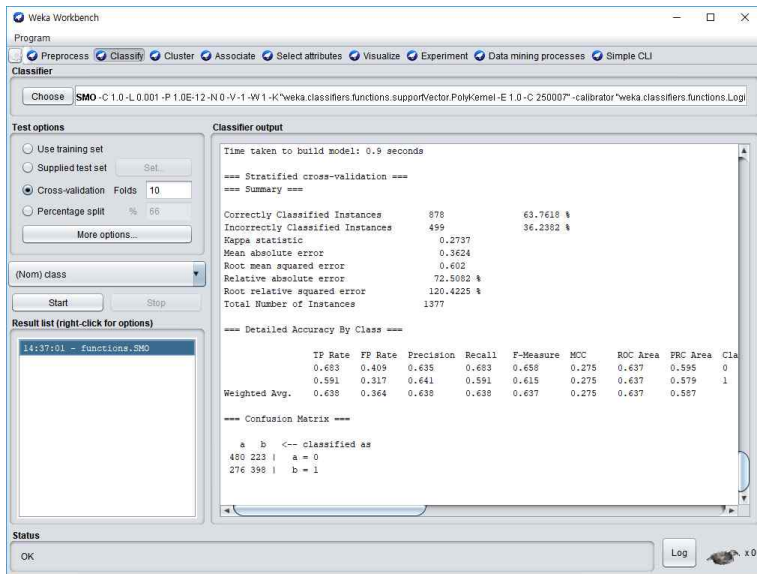 Weka Workbench
Program
Preprocess Classify Cluster Associate Select attributes Visualize Experiment Data mining processes Simple CLI
Classifier
Choose SMO -C 1.0 -L 0.001 -P 1.0E-12 -N 0 -V -1 -W 1 -K "weka.classifiers.functions.supportVector.PolyKernel -E 1.0 -C 250007" -calibrator "weka.classifiers.functions.Logi
Test options
Use training set
Supplied test set Set...
Cross-validation Folds 10
Percentage split % 66
More options...
(Nom) class
Start Stop
Result list (right-click for options)
14:37:01 - functions.SMO
Classifier output
Time taken to build model: 0.9 seconds
=== Stratified cross-validation ===
=== Summary ===
Correctly Classified Instances 878 63.7618 %
Incorrectly Classified Instances 499 36.2382 %
Kappa statistic 0.2737
Mean absolute error 0.3624
Root mean squared error 0.602
Relative absolute error 72.5082 %
Root relative squared error 120.4225 %
Total Number of Instances 1377
=== Detailed Accuracy By Class ===
TP Rate FP Rate Precision Recall F-Measure MCC ROC Area PRC Area Cla
0.683 0.409 0.635 0.683 0.658 0.275 0.637 0.595 0
0.591 0.317 0.641 0.591 0.615 0.275 0.637 0.579 1
Weighted Avg. 0.638 0.364 0.638 0.638 0.637 0.275 0.637 0.587
=== Confusion Matrix ===
a b <-- classified as
480 223 | a = 0
276 398 | b = 1
Status
OK
Log
x 0